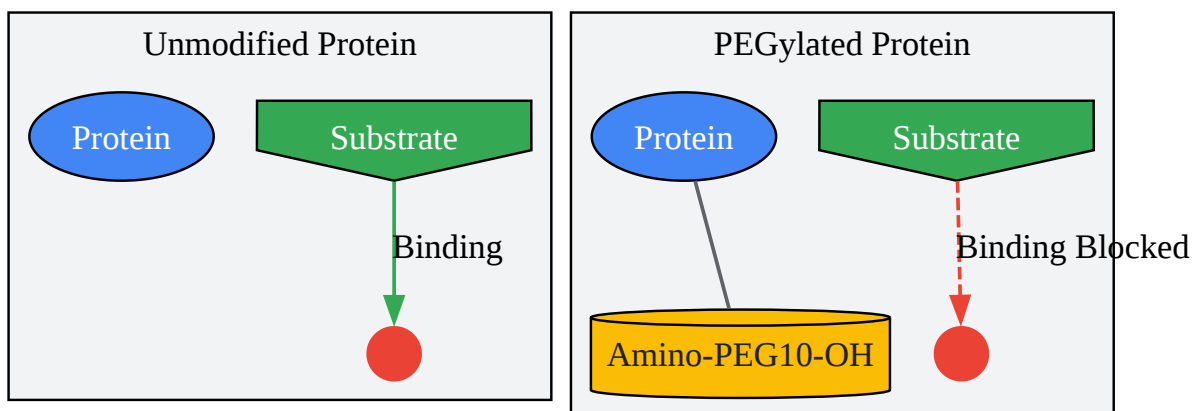 Unmodified Protein
Protein
Substrate
Binding
PEGylated Protein
Protein
Substrate
Binding Blocked
Amino-PEG10-OH